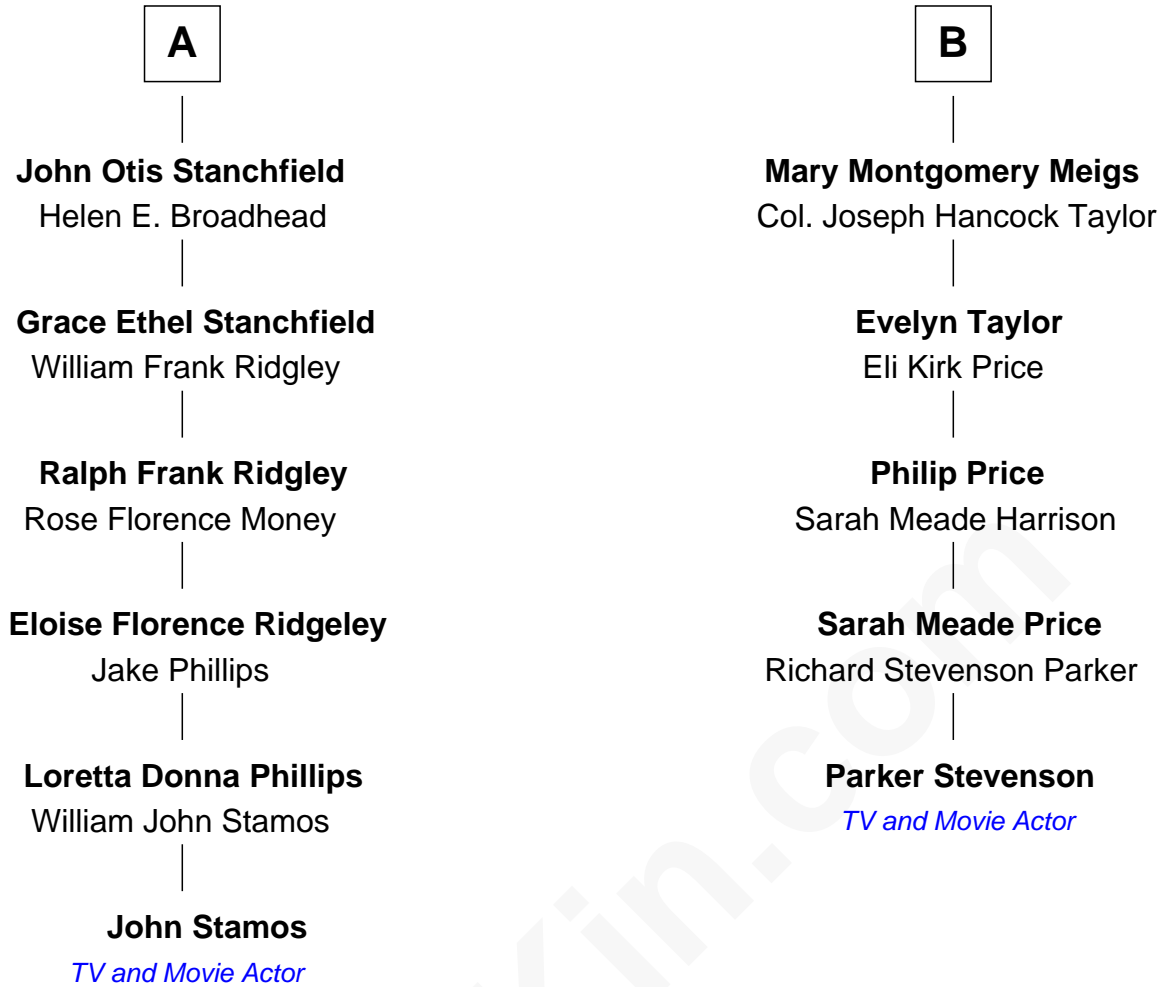 A
John Otis Stanchfield
Helen E. Broadhead
Grace Ethel Stanchfield
William Frank Ridgley
Ralph Frank Ridgley
Rose Florence Money
Eloise Florence Ridgeley
Jake Phillips
Loretta Donna Phillips
William John Stamos
John Stamos
TV and Movie Actor
B
Mary Montgomery Meigs
Col. Joseph Hancock Taylor
Evelyn Taylor
Eli Kirk Price
Philip Price
Sarah Meade Harrison
Sarah Meade Price
Richard Stevenson Parker
Parker Stevenson
TV and Movie Actor
Kin.com